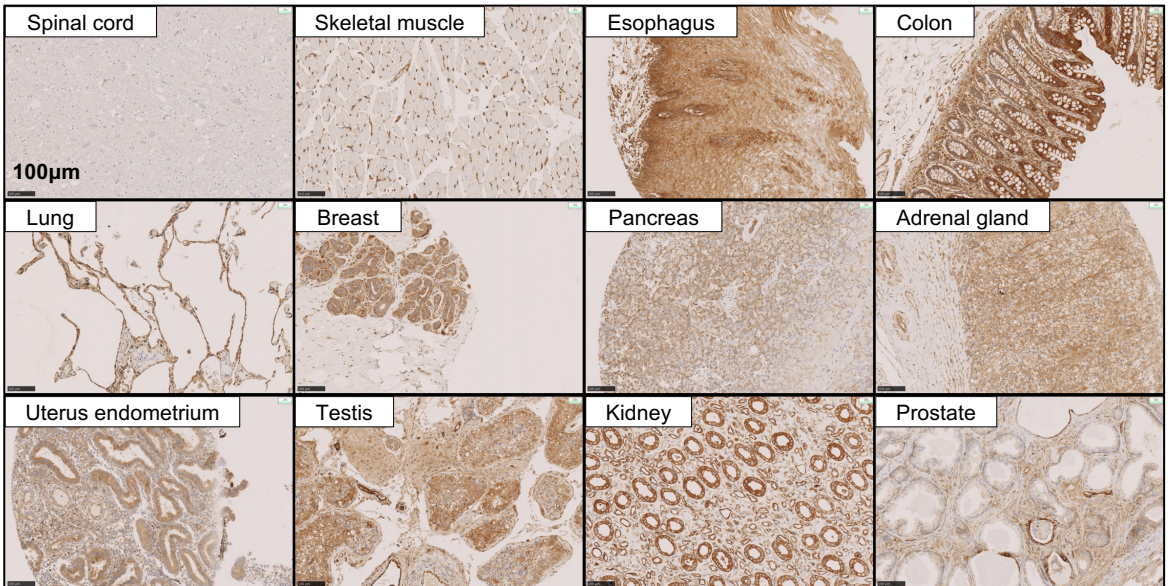 Spinal cord
Skeletal muscle
Esophagus
Colon
100μm
Lung
Breast
Pancreas
Adrenal gland
Uterus endometrium
Testis
Kidney
Prostate